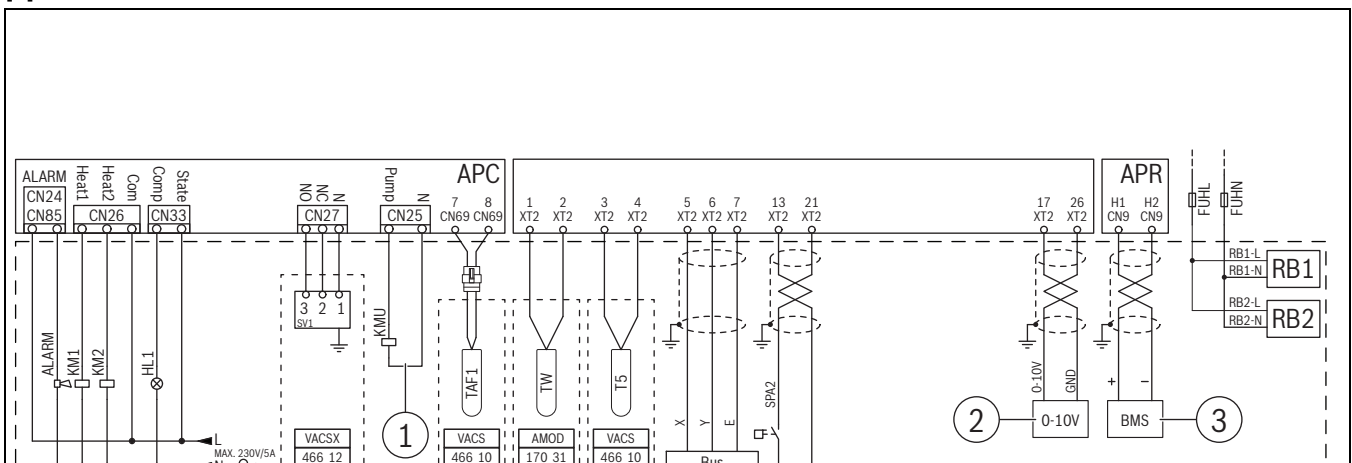 APC
APR
ALARM
Heat1
Heat2
Com
Comp
State
NO
NC
N
Pump
N
CN24
CN85
CN26
CN33
CN27
CN25
7
CN69
8
CN69
1
XT2
2
XT2
3
XT2
4
XT2
5
XT2
6
XT2
7
XT2
13
XT2
21
XT2
17
XT2
26
XT2
H1
CN9
H2
CN9
FUHL
FUHN
RB1-L
RB1-N
RB1
RB2-L
RB2-N
RB2
3 2 1
SV1
KMU
ALARM
KM1
KM2
HL1
TAF1
TW
T5
SPA2
X
Y
E
0-10V
GND
+
–
1
2
0-10V
BMS
3
L
MAX. 230V/5A
N
VACSX
466 12
VACS
466 10
AMOD
170 31
VACS
466 10
Bus